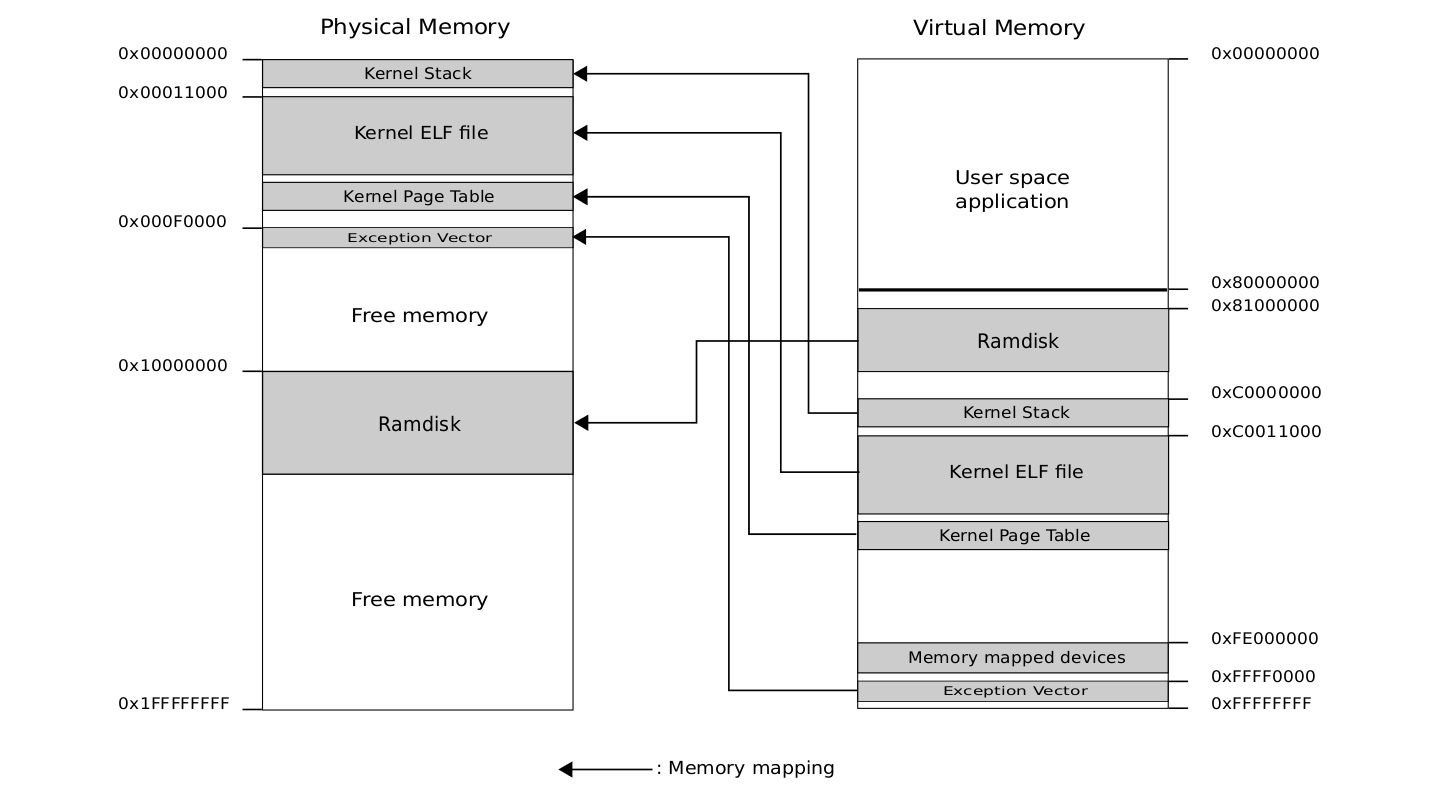 Physical Memory
Virtual Memory
0x00000000
Kernel Stack
0x00011000
Kernel ELF file
Kernel Page Table
0x000F0000
Exception Vector
Free memory
0x10000000
Ramdisk
Free memory
0x1FFFFFFFF
0x00000000
User space
application
0x80000000
0x81000000
Ramdisk
0xC0000000
Kernel Stack
0xC0011000
Kernel ELF file
Kernel Page Table
0xFE000000
Memory mapped devices
0xFFFF0000
Exception Vector
0xFFFFFFFF
: Memory mapping